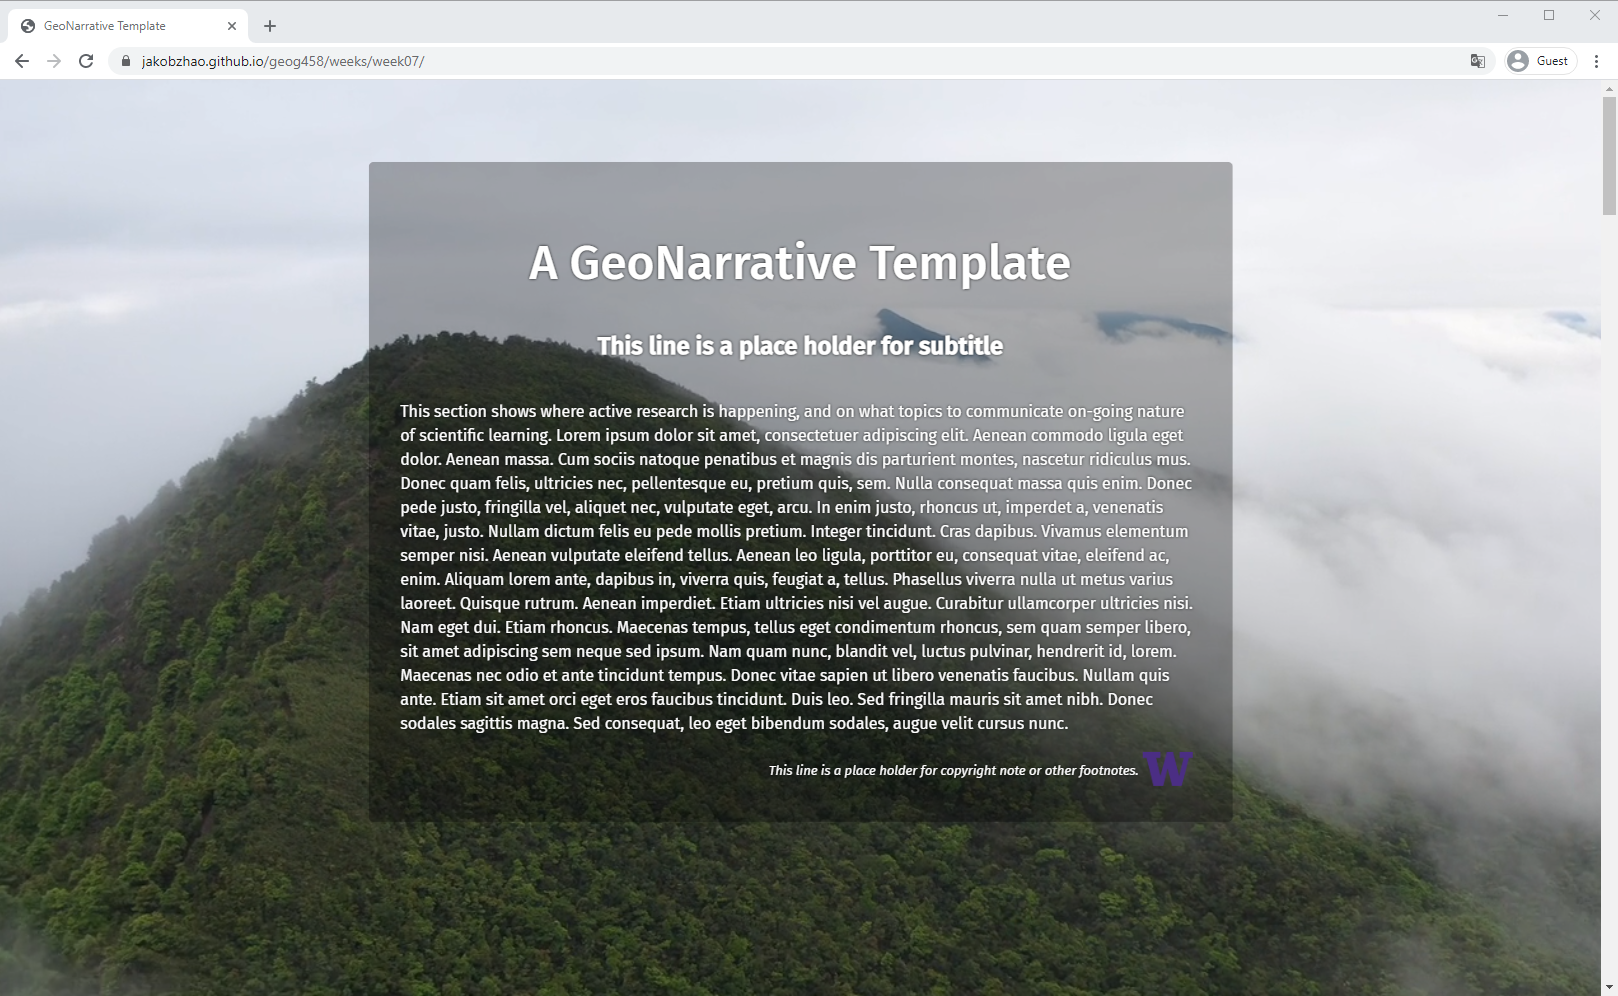 GeoNarrative Template
jakobzhao.github.io/geog458/weeks/week07/
Guest
A GeoNarrative Template
This line is a place holder for subtitle
This section shows where active research is happening, and on what topics to communicate on-going nature
of scientific learning. Lorem ipsum dolor sit amet, consectetuer adipiscing elit. Aenean commodo ligula eget
dolor. Aenean massa. Cum sociis natoque penatibus et magnis dis parturient montes, nascetur ridiculus mus.
Donec quam felis, ultricies nec, pellentesque eu, pretium quis, sem. Nulla consequat massa quis enim. Donec
pede justo, fringilla vel, aliquet nec, vulputate eget, arcu. In enim justo, rhoncus ut, imperdet a, venenatis
vitae, justo. Nullam dictum felis eu pede mollis pretium. Integer tincidunt. Cras dapibus. Vivamus elementum
semper nisi. Aenean vulputate eleifend tellus. Aenean leo ligula, porttitor eu, consequat vitae, eleifend ac,
enim. Aliquam lorem ante, dapibus in, viverra quis, feugiat a, tellus. Phasellus viverra nulla ut metus varius
laoreet. Quisque rutrum. Aenean imperdiet. Etiam ultricies nisi vel augue. Curabitur ullamcorper ultricies nisi.
Nam eget dui. Etiam rhoncus. Maecenas tempus, tellus eget condimentum rhoncus, sem quam semper libero,
sit amet adipiscing sem neque sed ipsum. Nam quam nunc, blandit vel, luctus pulvinar, hendrerit id, lorem.
Maecenas nec odio et ante tincidunt tempus. Donec vitae sapien ut libero venenatis faucibus. Nullam quis
ante. Etiam sit amet orci eget eros faucibus tincidunt. Duis leo. Sed fringilla mauris sit amet nibh. Donec
sodales sagittis magna. Sed consequat, leo eget bibendum sodales, augue velit cursus nunc.
This line is a place holder for copyright note or other footnotes. W